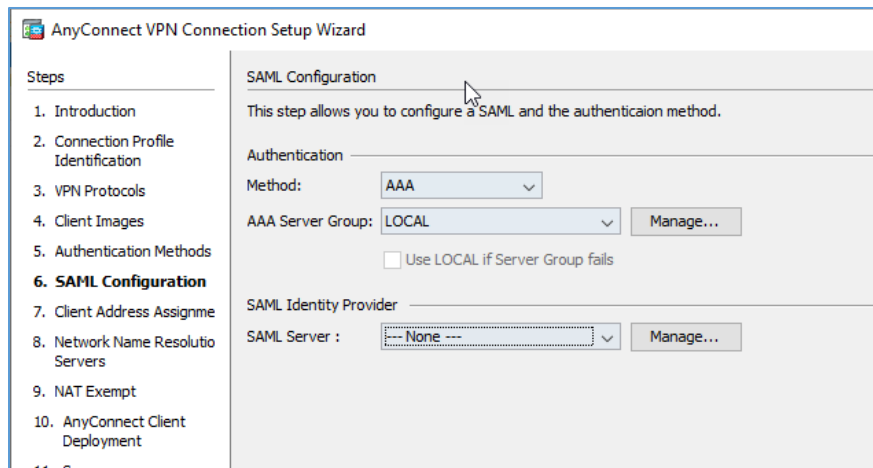 AnyConnect VPN Connection Setup Wizard
Steps
1. Introduction
2. Connection Profile
Identification
3. VPN Protocols
4. Client Images
5. Authentication Methods
6. SAML Configuration
7. Client Address Assignme
8. Network Name Resolutio
Servers
9. NAT Exempt
10. AnyConnect Client
Deployment
SAML Configuration
This step allows you to configure a SAML and the authenticaion method.
Authentication
Method: AAA
AAA Server Group: LOCAL Manage...
Use LOCAL if Server Group fails
SAML Identity Provider
SAML Server : --- None --- Manage...